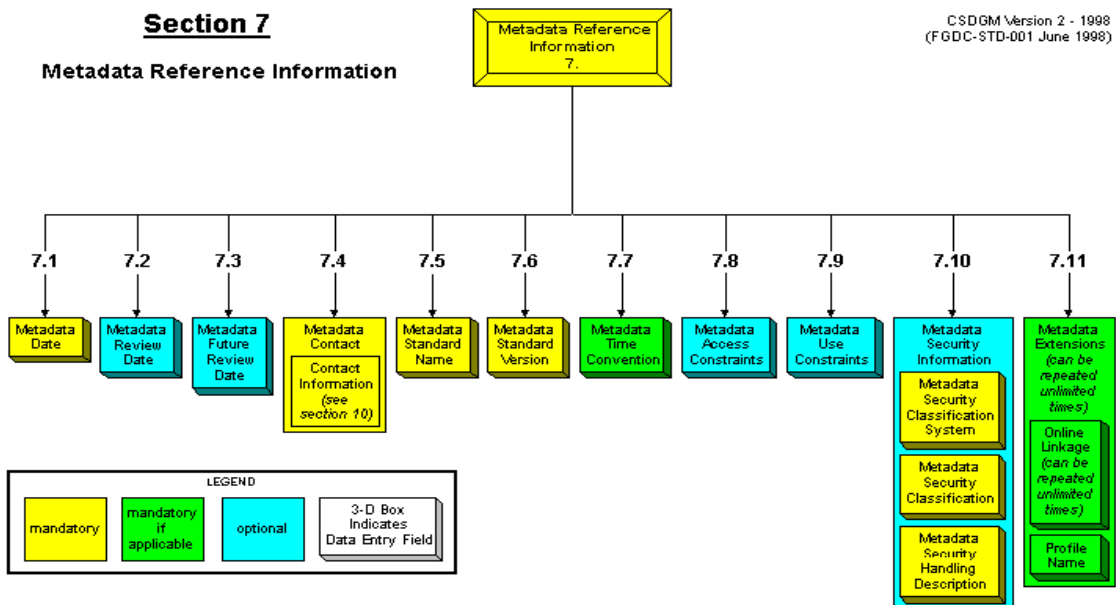 Section 7
Metadata Reference Information
CSDGM Version 2 - 1998
(FGDC-STD-001 June 1998)
Metadata Reference
Information
7.
7.1
7.2
7.3
7.4
7.5
7.6
7.7
7.8
7.9
7.10
7.11
Metadata
Date
Metadata
Review
Date
Metadata
Future
Review
Date
Metadata
Contact
Contact
Information
(see
section 10)
Metadata
Standard
Name
Metadata
Standard
Version
Metadata
Time
Convention
Metadata
Access
Constraints
Metadata
Use
Constraints
Metadata
Security
Information
Metadata
Security
Classification
System
Metadata
Security
Classification
Metadata
Security
Handling
Description
Metadata
Extensions
(can be
repeated
unlimited
times)
Online
Linkage
(can be
repeated
unlimited
times)
Profile
Name
LEGEND
mandatory
mandatory
if
applicable
optional
3-D Box
Indicates
Data Entry Field